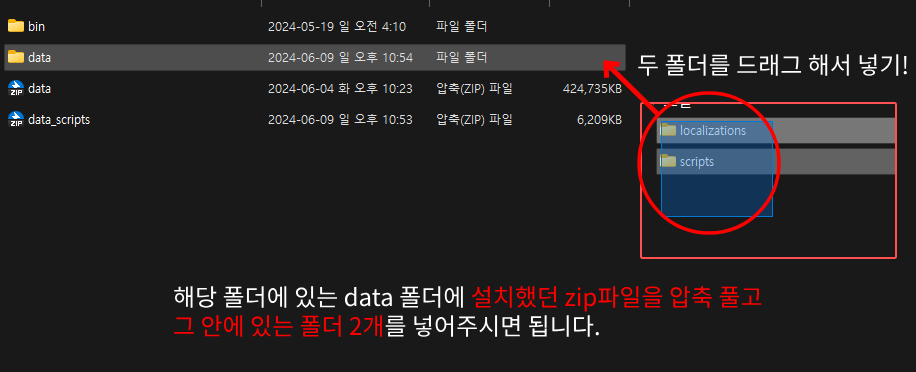 bin 2024-05-19 일 오전 4:10 파일 폴더
data 2024-06-09 일 오후 10:54 파일 폴더
data 2024-06-04 화 오후 10:23 압축(ZIP) 파일 424,735KB
data_scripts 2024-06-09 일 오후 10:53 압축(ZIP) 파일 6,209KB
두 폴더를 드래그 해서 넣기!
localizations
scripts
해당 폴더에 있는 data 폴더에 설치했던 zip파일을 압축 풀고
그 안에 있는 폴더 2개를 넣어주시면 됩니다.